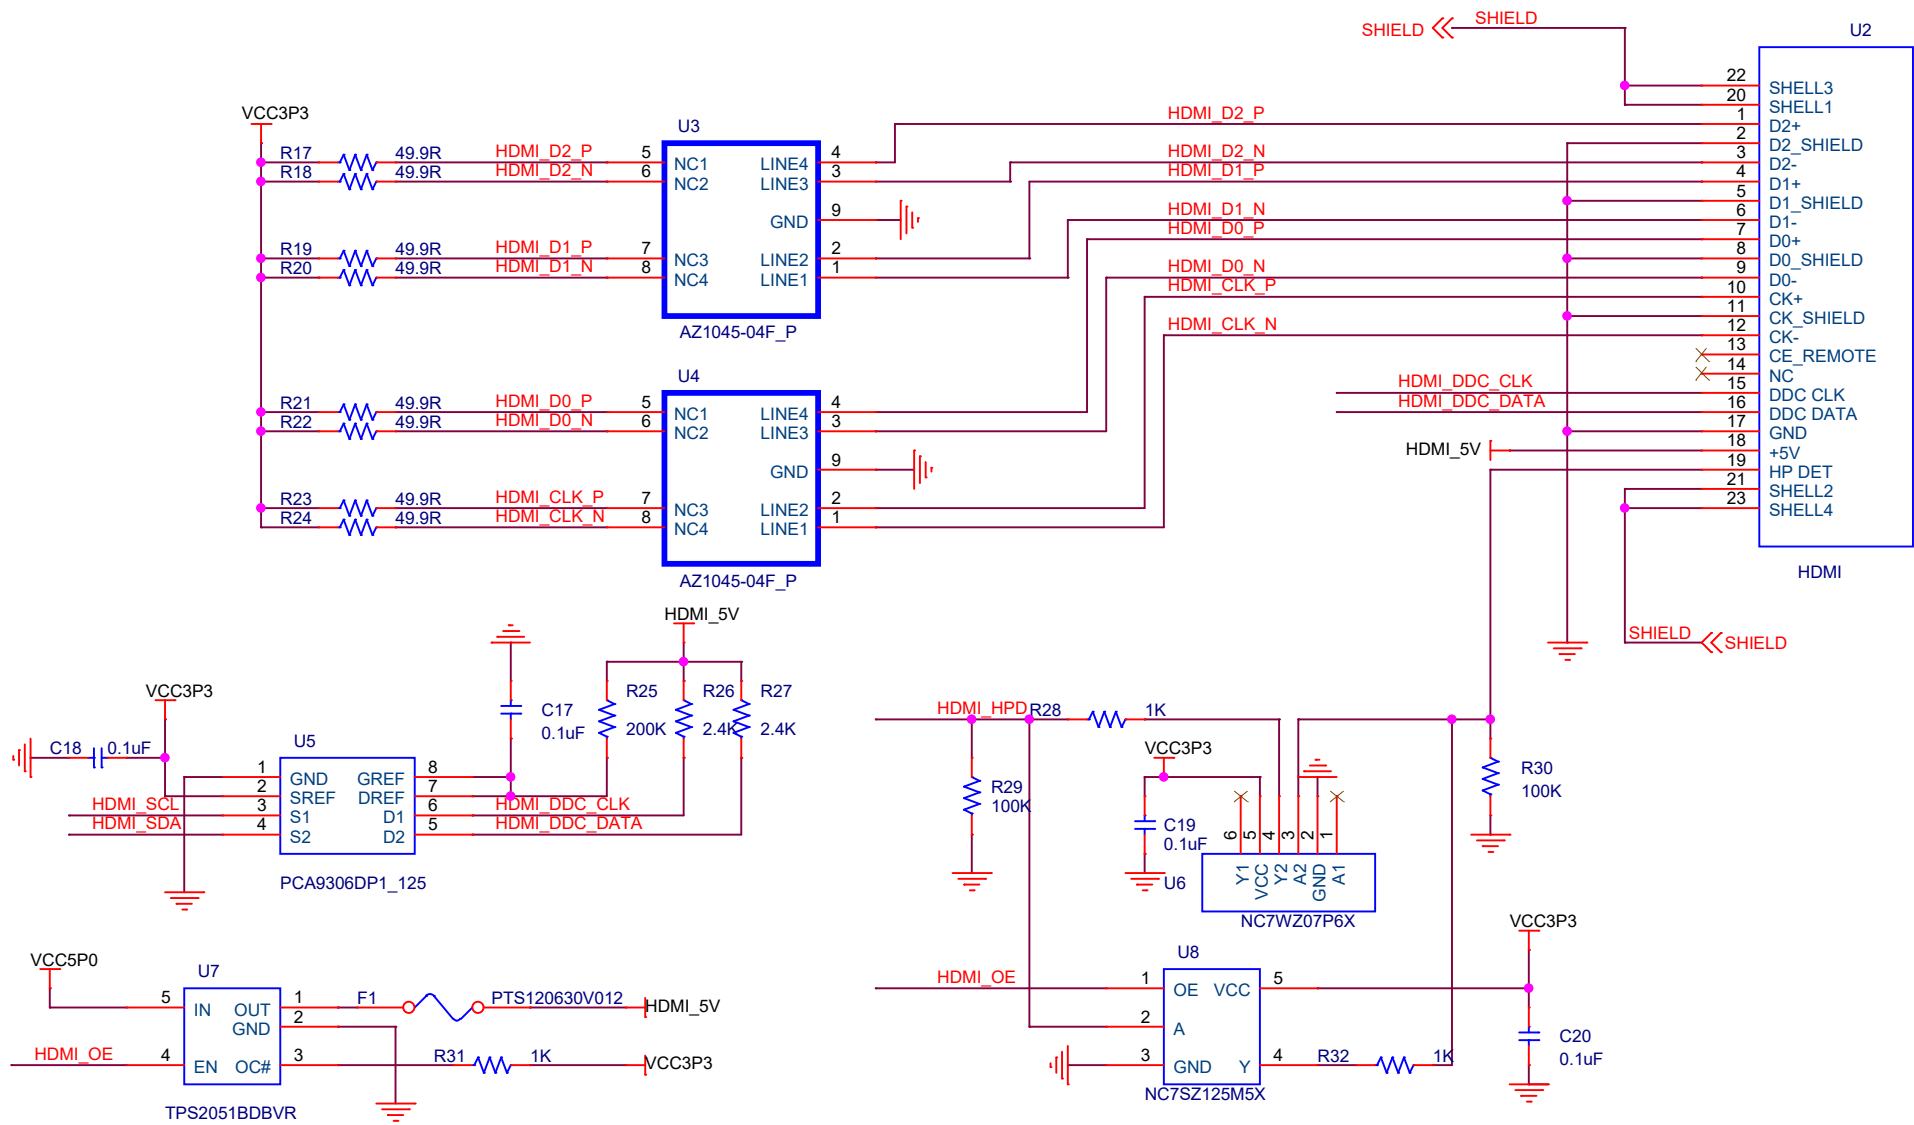 SHIELD
SHIELD
U2
22 SHELL3
20 SHELL1
1 D2+
2 D2_SHIELD
3 D2-
4 D1+
5 D1_SHIELD
6 D1-
7 D0+
8 D0_SHIELD
9 D0-
10 CK+
11 CK_SHIELD
12 CK-
13 CE_REMOTE
14 NC
15 DDC CLK
16 DDC DATA
17 GND
18 +5V
19 HP DET
21 SHELL2
23 SHELL4
HDMI
HDMI_D2_P
HDMI_D2_N
HDMI_D1_P
HDMI_D1_N
HDMI_D0_P
HDMI_D0_N
HDMI_CLK_P
HDMI_CLK_N
HDMI_DDC_CLK
HDMI_DDC_DATA
HDMI_5V
SHIELD
SHIELD
VCC3P3
R17 49.9R HDMI_D2_P
R18 49.9R HDMI_D2_N
R19 49.9R HDMI_D1_P
R20 49.9R HDMI_D1_N
U3
5 NC1 LINE4 4
6 NC2 LINE3 3
GND 9
7 NC3 LINE2 2
8 NC4 LINE1 1
AZ1045-04F_P
R21 49.9R HDMI_D0_P
R22 49.9R HDMI_D0_N
R23 49.9R HDMI_CLK_P
R24 49.9R HDMI_CLK_N
U4
5 NC1 LINE4 4
6 NC2 LINE3 3
GND 9
7 NC3 LINE2 2
8 NC4 LINE1 1
AZ1045-04F_P
HDMI_5V
R25
200K
R26
2.4K
R27
2.4K
C17
0.1uF
VCC3P3
C18 0.1uF
U5
1 GND GREF 8
2 SREF DREF 7
HDMI_SCL 3 S1 D1 6 HDMI_DDC_CLK
HDMI_SDA 4 S2 D2 5 HDMI_DDC_DATA
PCA9306DP1_125
HDMI_HPD
R28 1K
R29
100K
VCC3P3
C19
0.1uF
R30
100K
6 5 4 3 2 1
Y1 VCC Y2 A2 GND A1
U6
NC7WZ07P6X
VCC5P0
U7
5 IN OUT 1
GND 2
HDMI_OE 4 EN OC# 3
TPS2051BDBVR
F1 PTS120630V012 HDMI_5V
R31 1K VCC3P3
U8
HDMI_OE 1 OE VCC 5
2 A
3 GND Y 4
NC7SZ125M5X
R32 1K
VCC3P3
C20
0.1uF